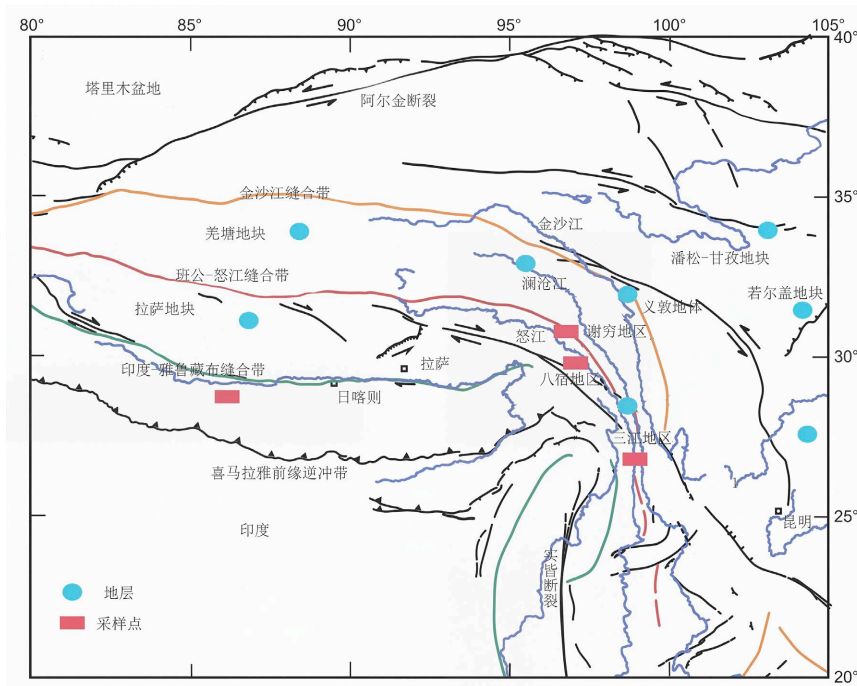 80° 85° 90° 95° 100° 105°
40°
塔里木盆地
阿尔金断裂
35°
金沙江缝合带
金沙江
羌塘地块
潘松-甘孜地块
班公-怒江缝合带
澜沧江
若尔盖地块
拉萨地块
义敦地体
怒江
谢穷地区
30°
拉萨
印度-雅鲁藏布缝合带
八宿地区
日喀则
三江地区
喜马拉雅前缘逆冲带
25°
昆明
印度
实皆断裂
地层
采样点
20°